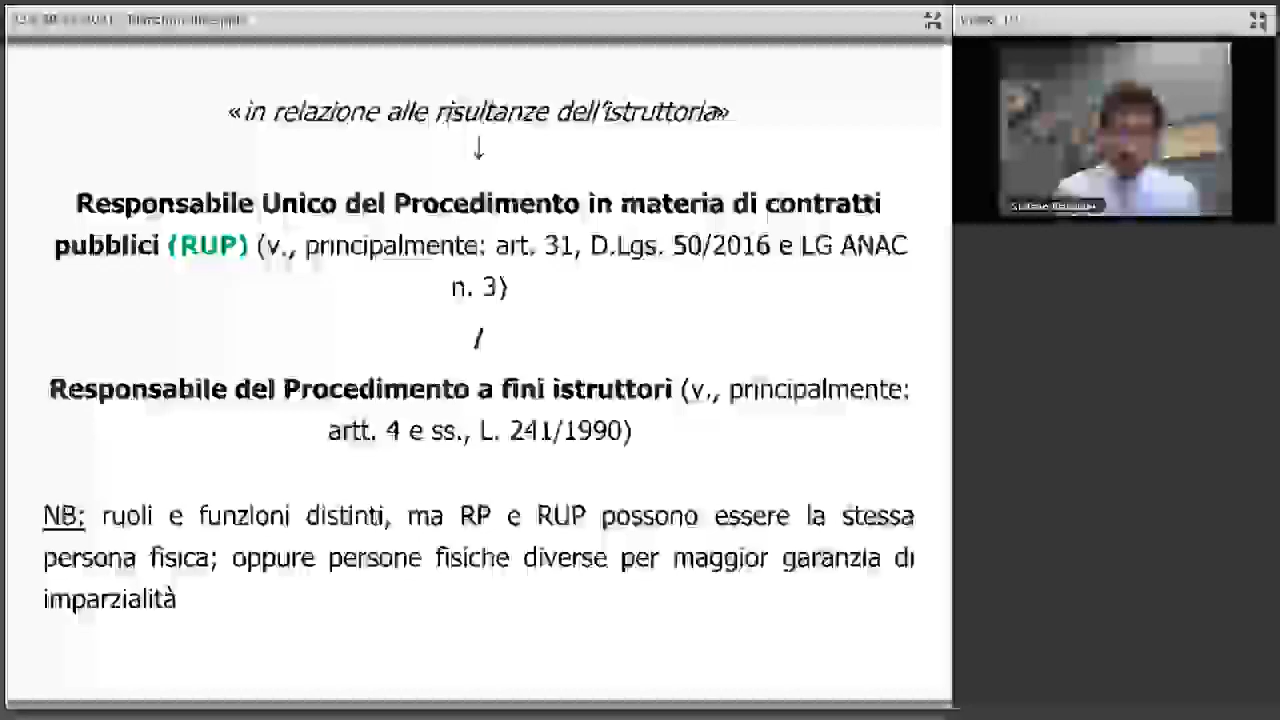 «in relazione alle risultanze dell'istruttoria»
↓
Responsabile Unico del Procedimento in materia di contratti
pubblici (RUP) (v., principalmente: art. 31, D.Lgs. 50/2016 e LG ANAC
n. 3)
/
Responsabile del Procedimento a fini istruttori (v., principalmente:
artt. 4 e ss., L. 241/1990)
NB: ruoli e funzioni distinti, ma RP e RUP possono essere la stessa
persona fisica; oppure persone fisiche diverse per maggior garanzia di
imparzialità